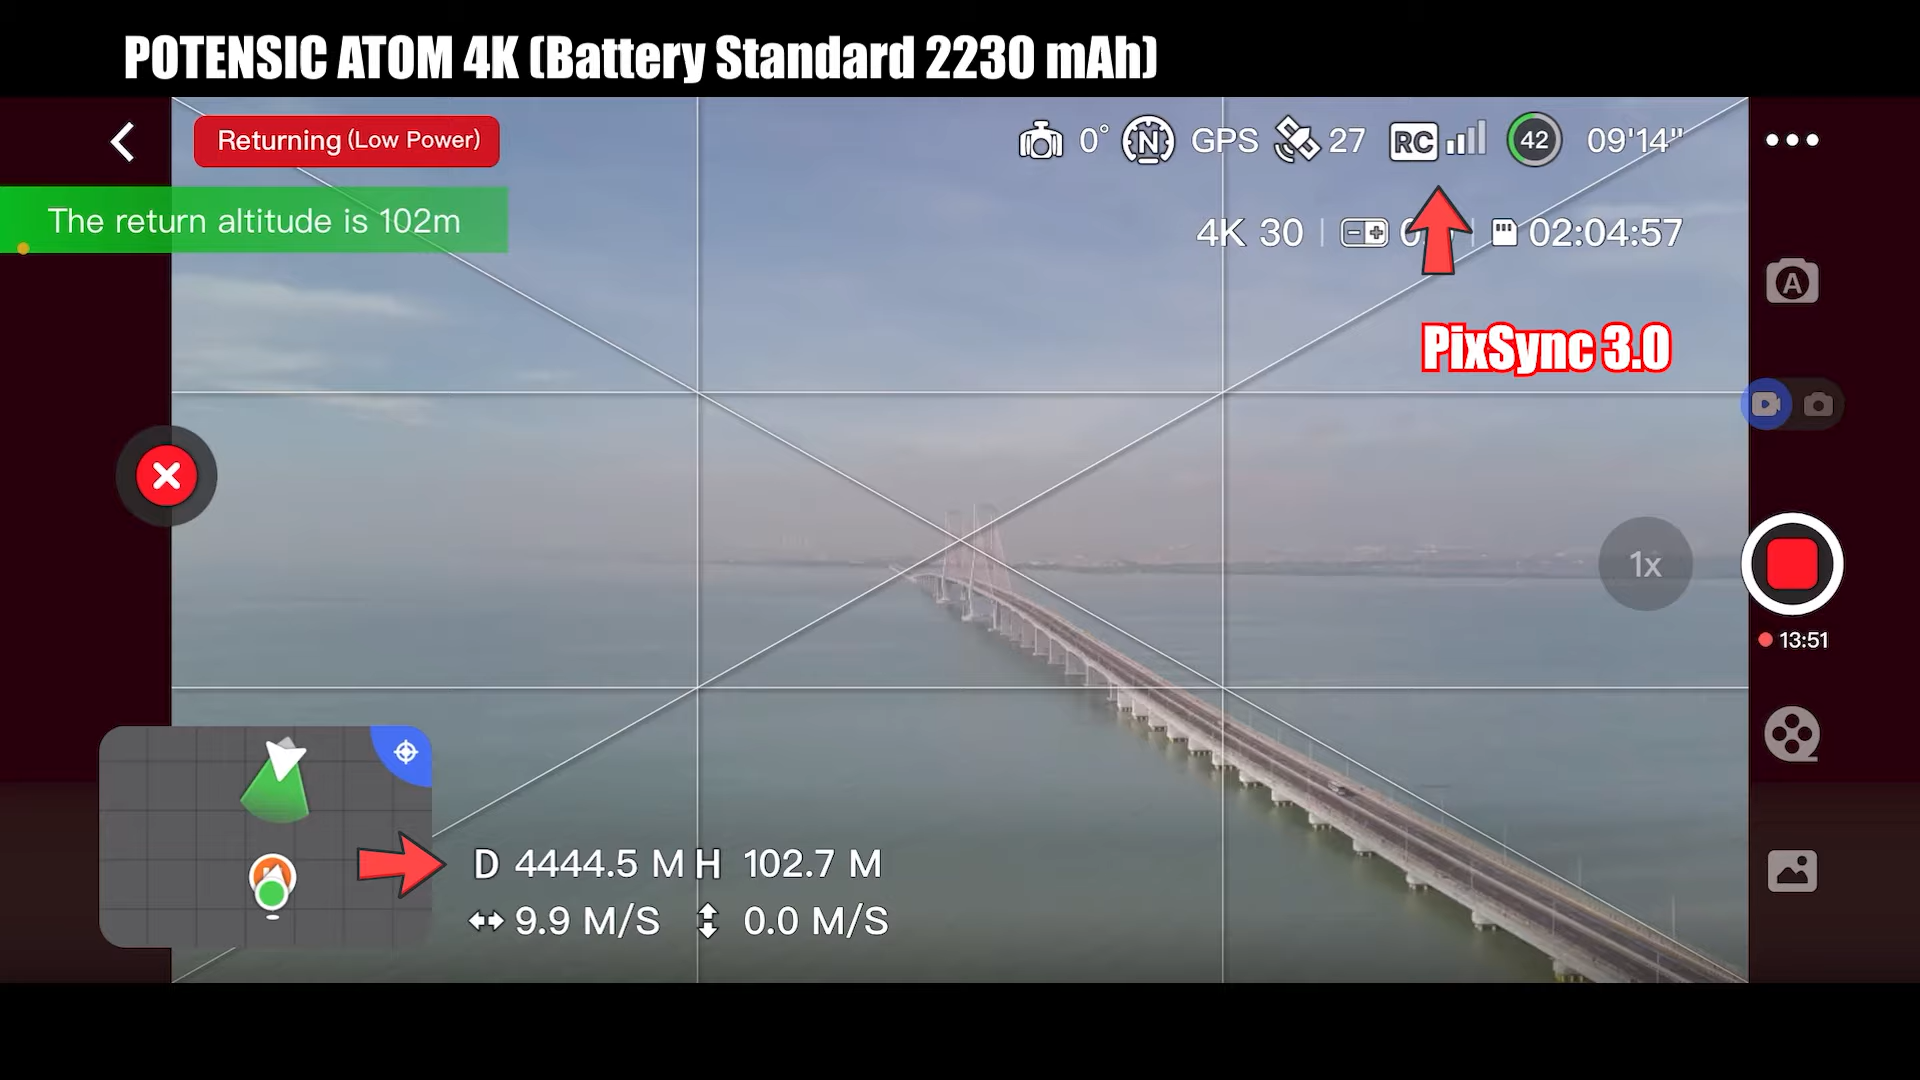 POTENSIC ATOM 4K (Battery Standard 2230 mAh)
Returning (Low Power)
0° N GPS 27 RC 42 09'14"
The return altitude is 102m
4K 30 02:04:57
A
PixSync 3.0
1x
13:51
D 4444.5 M H 102.7 M
9.9 M/S 0.0 M/S